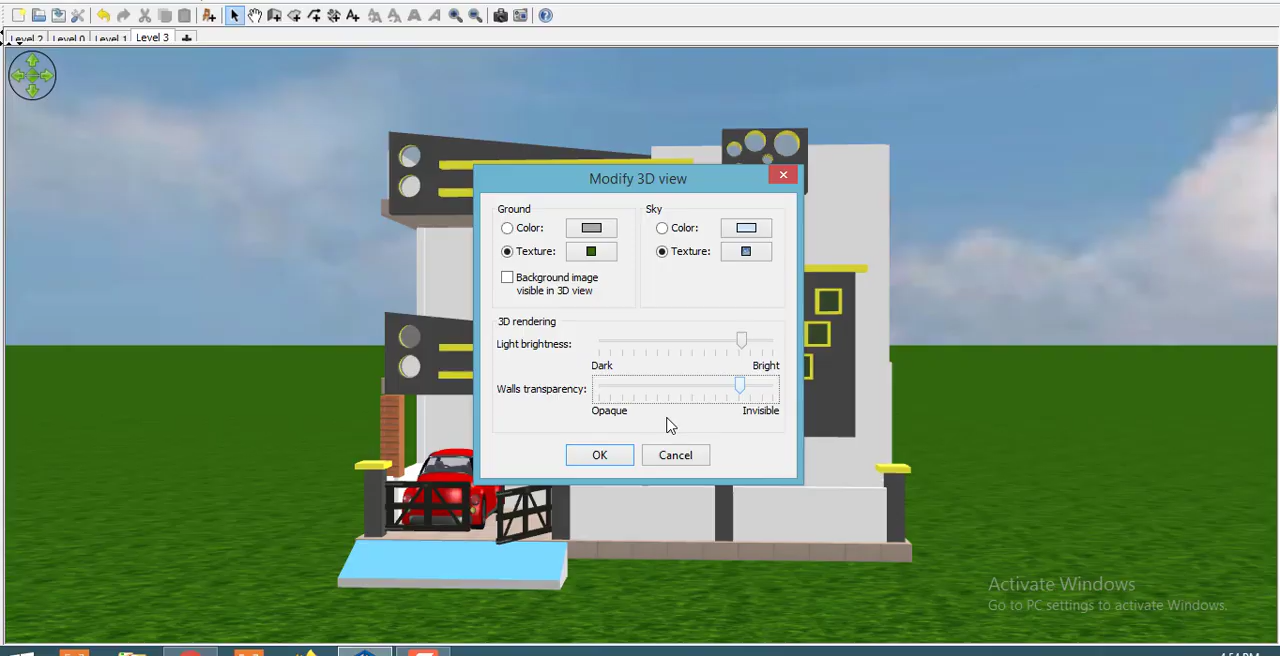 Level 2 Level 0 Level 1 Level 3
Modify 3D view
Ground
Color:
Texture:
Background image
visible in 3D view
Sky
Color:
Texture:
3D rendering
Light brightness:
Dark Bright
Walls transparency:
Opaque Invisible
OK Cancel
Activate Windows
Go to PC settings to activate Windows.